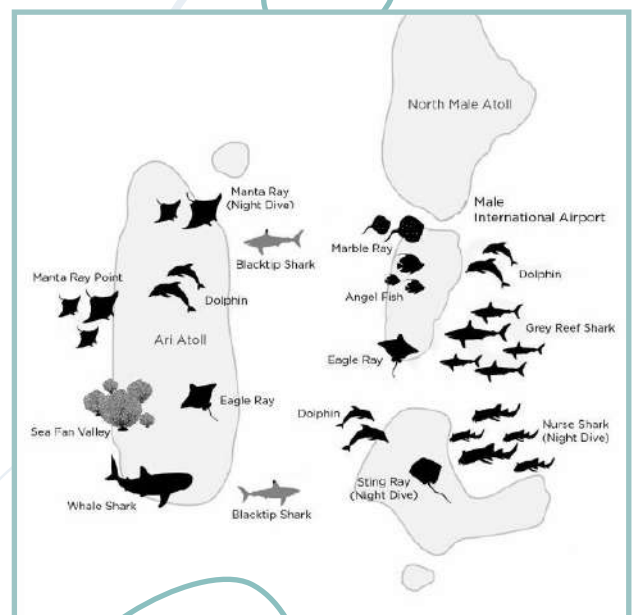 North Male Atoll
Manta Ray
(Night Dive)
Male
International Airport
Marble Ray
Blacktip Shark
Manta Ray Point
Dolphin
Dolphin
Angel Fish
Grey Reef Shark
Ari Atoll
Eagle Ray
Eagle Ray
Dolphin
Nurse Shark
(Night Dive)
Sea Fan Valley
Sting Ray
(Night Dive)
Whale Shark
Blacktip Shark